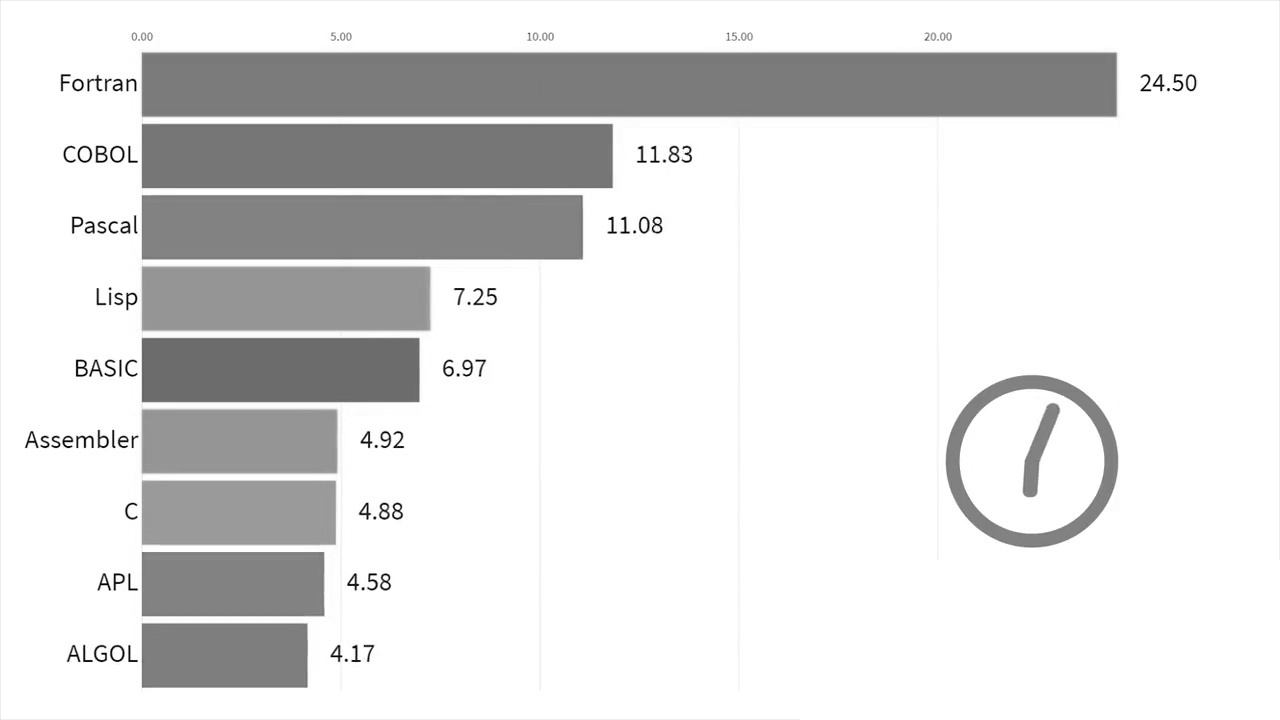 0.00 5.00 10.00 15.00 20.00
Fortran 24.50
COBOL 11.83
Pascal 11.08
Lisp 7.25
BASIC 6.97
Assembler 4.92
C 4.88
APL 4.58
ALGOL 4.17